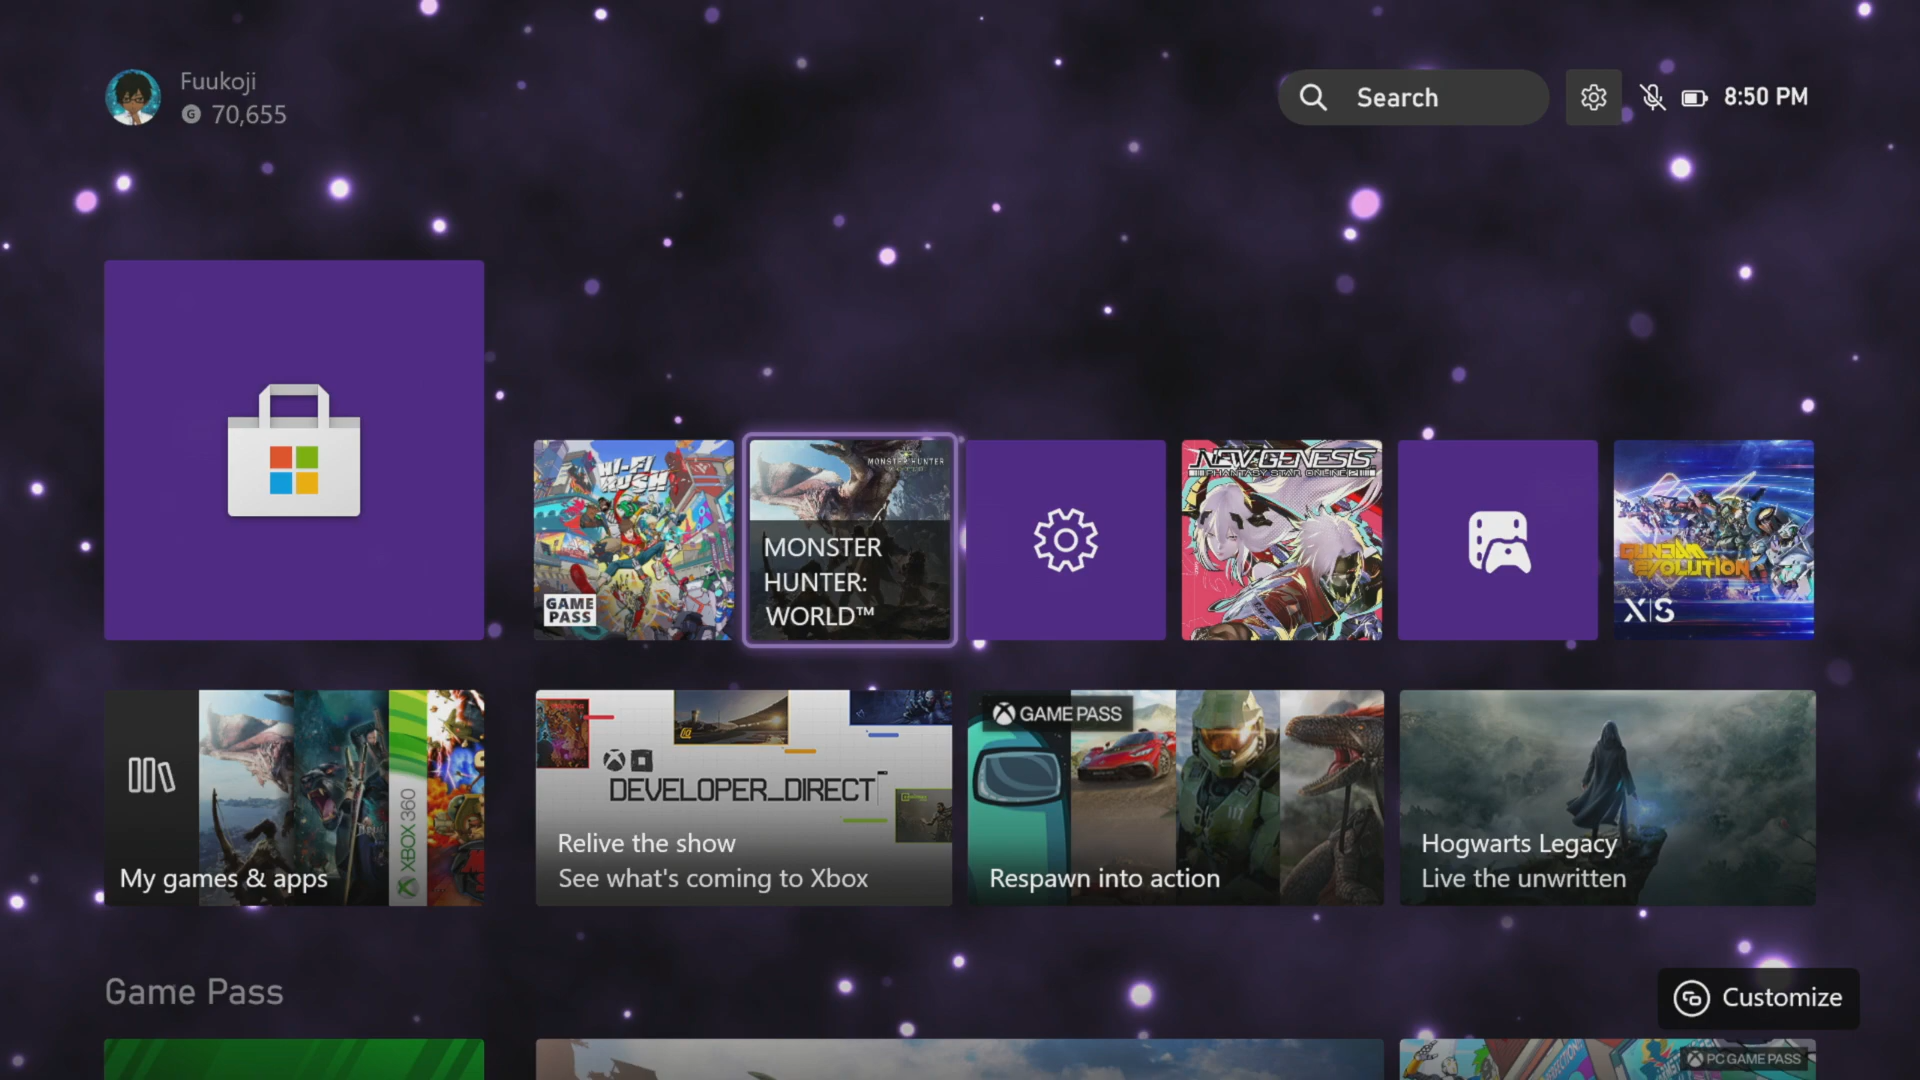 Fuukoji
G 70,655
Search
8:50 PM
HI-FI
RUSH
GAME
PASS
MONSTER HUNTER
MONSTER
HUNTER:
WORLD™
NEW GENESIS
PHANTASY STAR ONLINE 2
GUNDAM
EVOLUTION
X|S
XBOX 360
My games & apps
DEVELOPER_DIRECT
Relive the show
See what's coming to Xbox
GAME PASS
Respawn into action
Hogwarts Legacy
Live the unwritten
Game Pass
Customize
PC GAME PASS